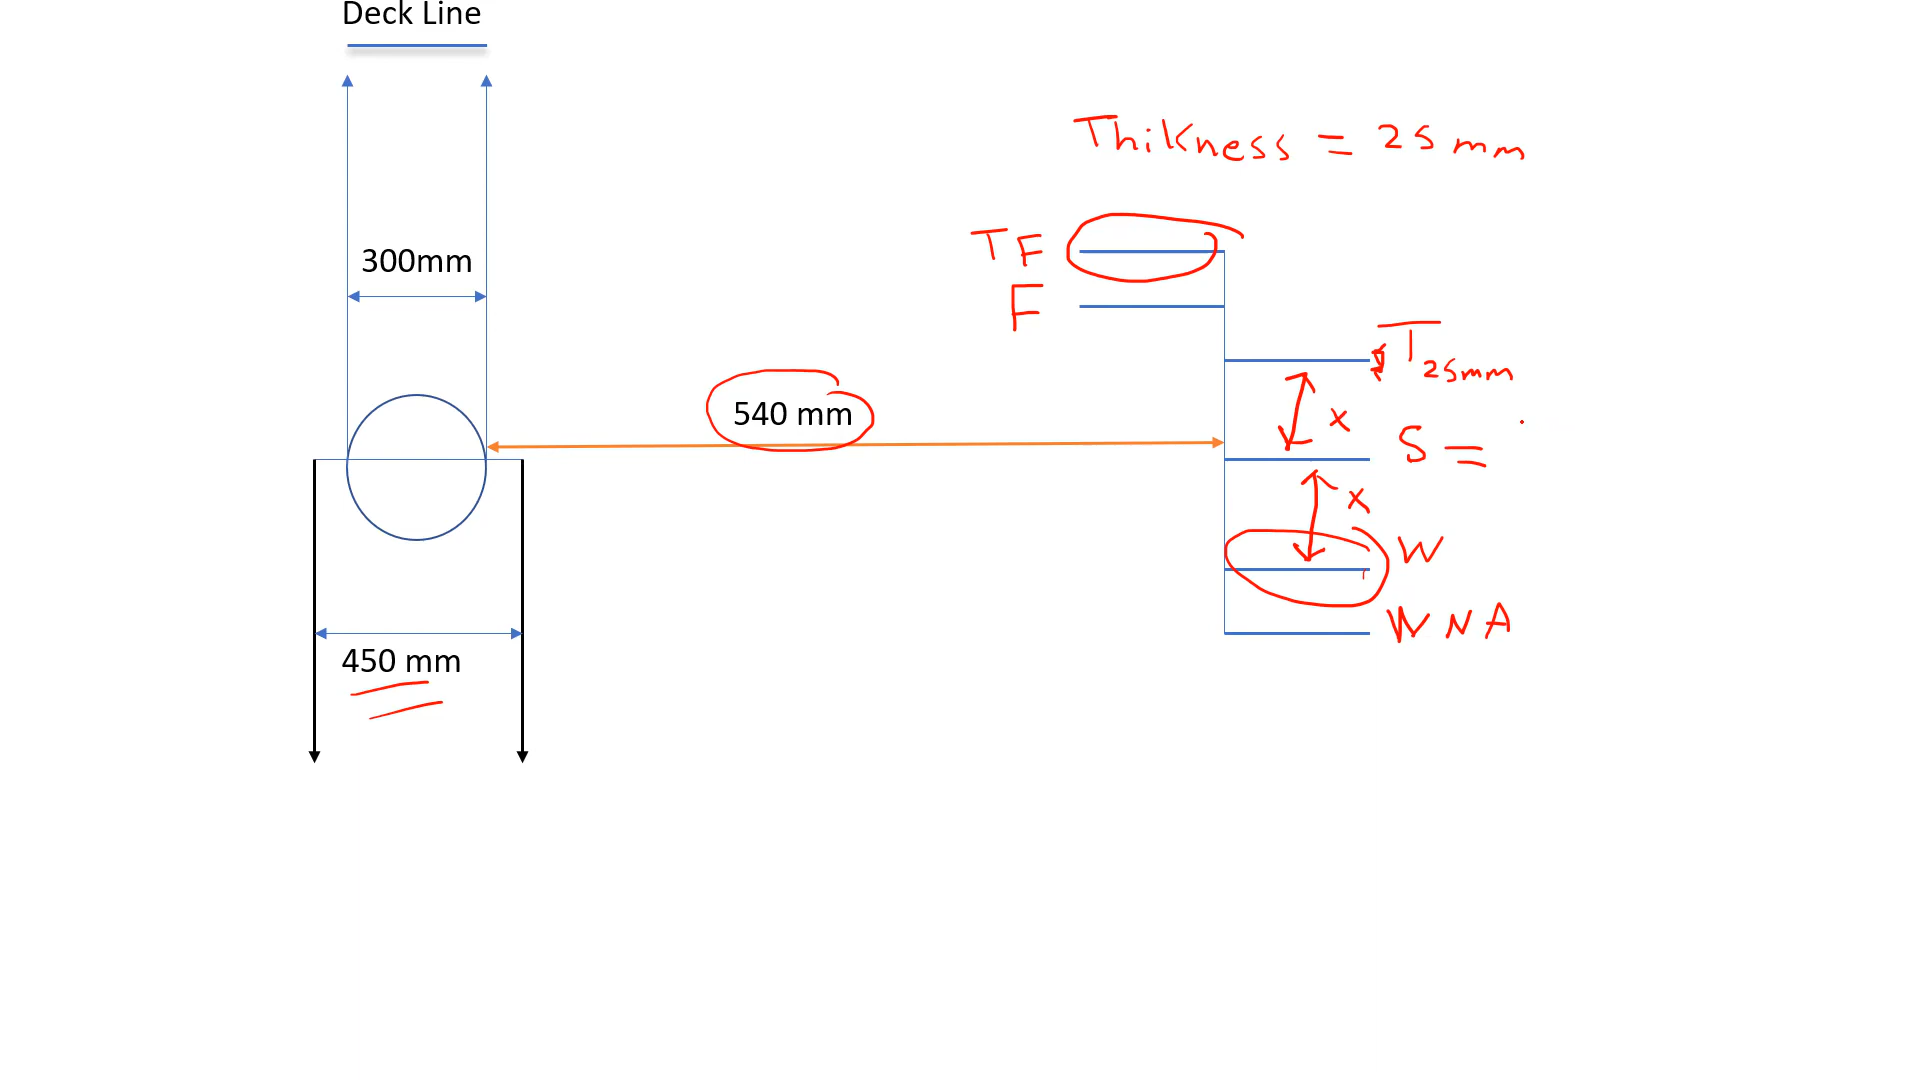 Deck Line
Thikness = 25 mm
TF
300mm
F
T 25mm
540 mm
x
S =
x
W
WNA
450 mm